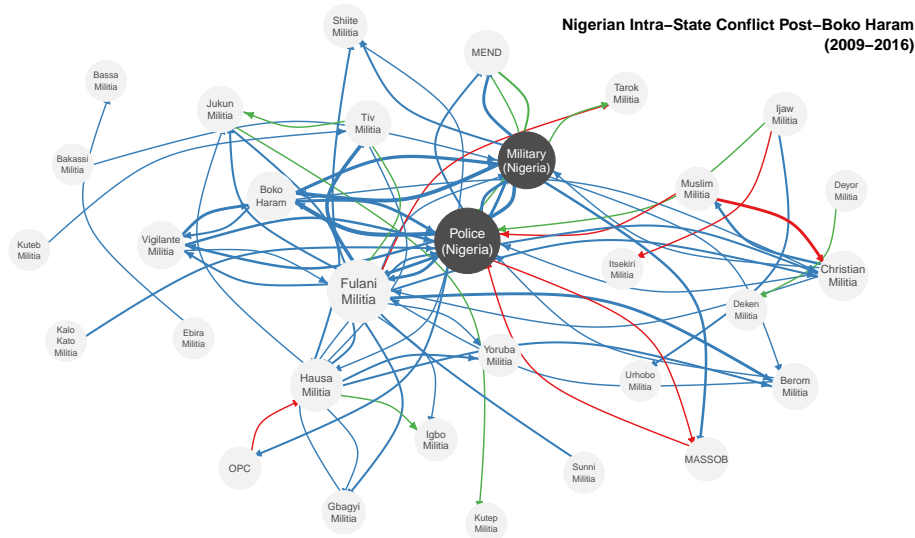 Nigerian Intra−State Conflict Post−Boko Haram
(2009−2016)
Shiite
Militia
MEND
Bassa
Militia
Tarok
Militia
Jukun
Militia
Tiv
Militia
Ijaw
Militia
Military
(Nigeria)
Bakassi
Militia
Boko
Haram
Muslim
Militia
Deyor
Militia
Kuteb
Militia
Vigilante
Militia
Police
(Nigeria)
Itsekiri
Militia
Christian
Militia
Fulani
Militia
Deken
Militia
Kalo
Kato
Militia
Ebira
Militia
Yoruba
Militia
Hausa
Militia
Urhobo
Militia
Berom
Militia
Igbo
Militia
OPC
MASSOB
Sunni
Militia
Gbagyi
Militia
Kutep
Militia